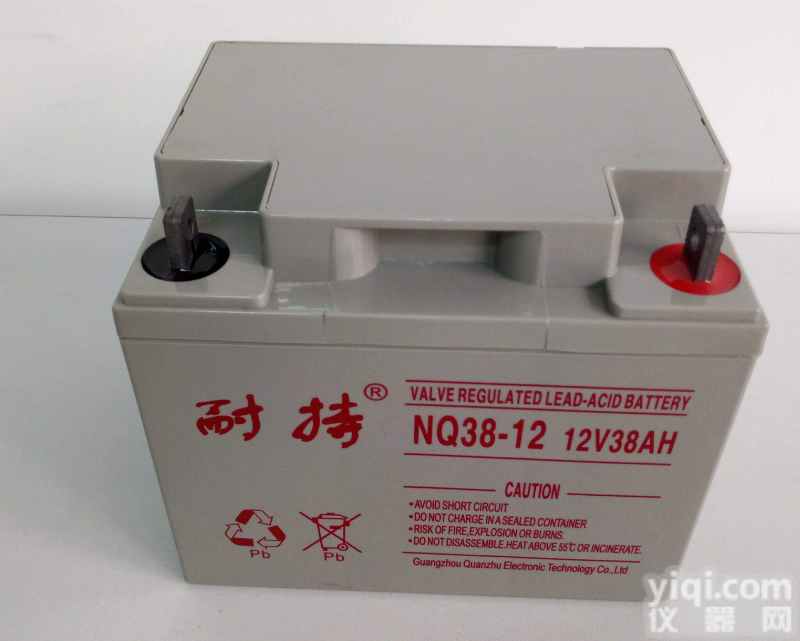 耐持®
VALVE REGULATED LEAD-ACID BATTERY
NQ38-12 12V38AH
CAUTION
•AVOID SHORT CIRCUIT
•DO NOT CHARGE IN A SEALED CONTAINER
•RISK OF FIRE,EXPLOSION OR BURNS.
•DO NOT DISASSEMBLE.HEAT ABOVE 55℃ OR INCINERATE.
Guangzhou Quanzhu Electronic Technology Co.,Ltd
Pb
Pb
yiqi.com
仪器网